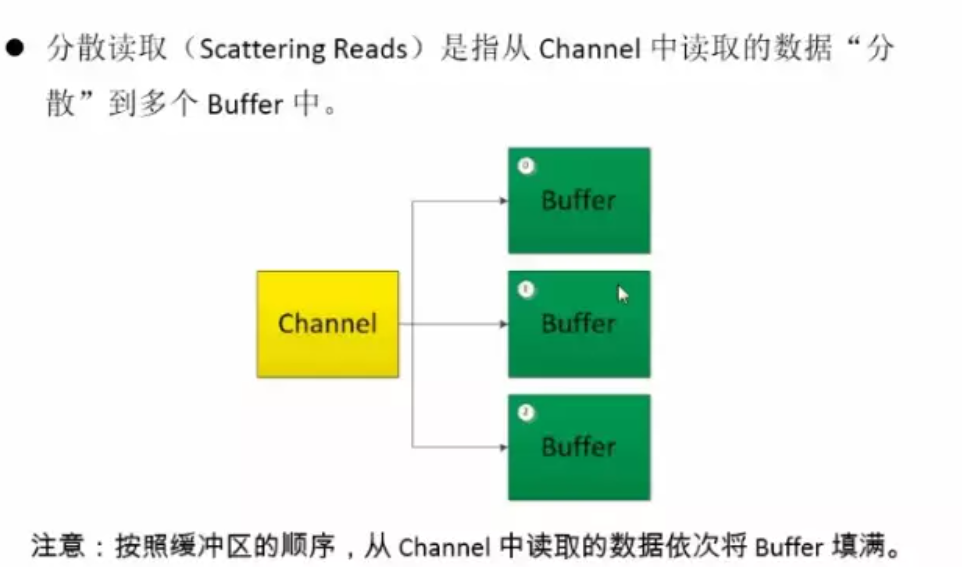 ● 分散读取（Scattering Reads）是指从 Channel 中读取的数据“分
散”到多个 Buffer 中。
0
Buffer
Channel
1
Buffer
2
Buffer
注意：按照缓冲区的顺序，从 Channel 中读取的数据依次将 Buffer 填满。